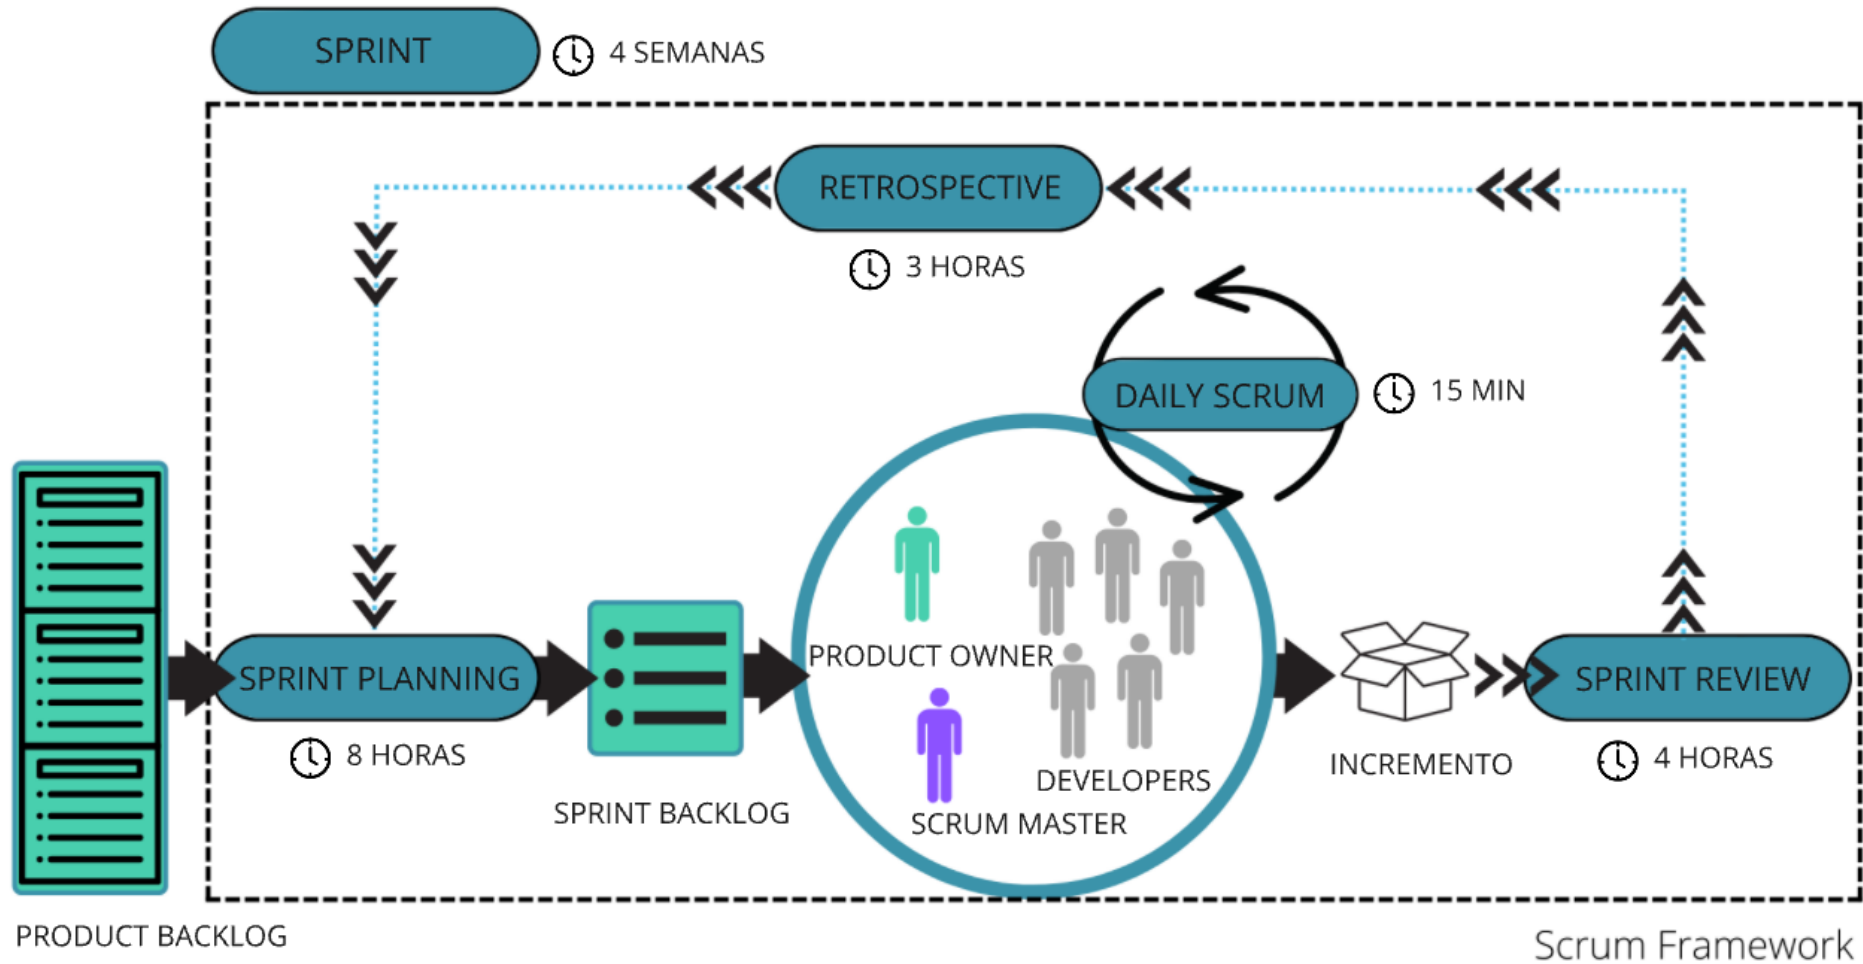 SPRINT
4 SEMANAS
RETROSPECTIVE
3 HORAS
DAILY SCRUM
15 MIN
PRODUCT OWNER
SPRINT PLANNING
SPRINT REVIEW
8 HORAS
4 HORAS
INCREMENTO
DEVELOPERS
SPRINT BACKLOG
SCRUM MASTER
PRODUCT BACKLOG
Scrum Framework